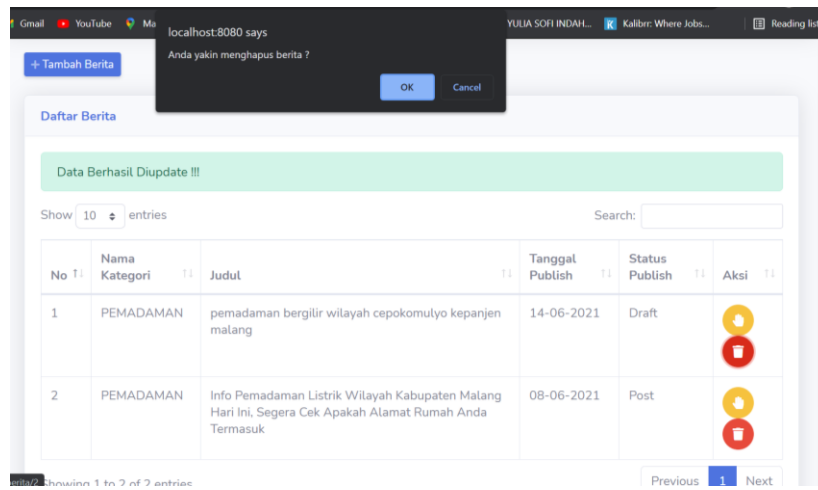 Gmail YouTube Ma YULIA SOFI INDAH... Kalibrr: Where Jobs... Reading list
localhost:8080 says
Anda yakin menghapus berita ?
OK Cancel
+ Tambah Berita
Daftar Berita
Data Berhasil Diupdate !!!
Show 10 entries Search:
No Nama Kategori Judul Tanggal Publish Status Publish Aksi
1 PEMADAMAN pemadaman bergilir wilayah cepokomulyo kepanjen 14-06-2021 Draft
malang
2 PEMADAMAN Info Pemadaman Listrik Wilayah Kabupaten Malang 08-06-2021 Post
Hari Ini, Segera Cek Apakah Alamat Rumah Anda
Termasuk
erita/2 Showing 1 to 2 of 2 entries Previous 1 Next